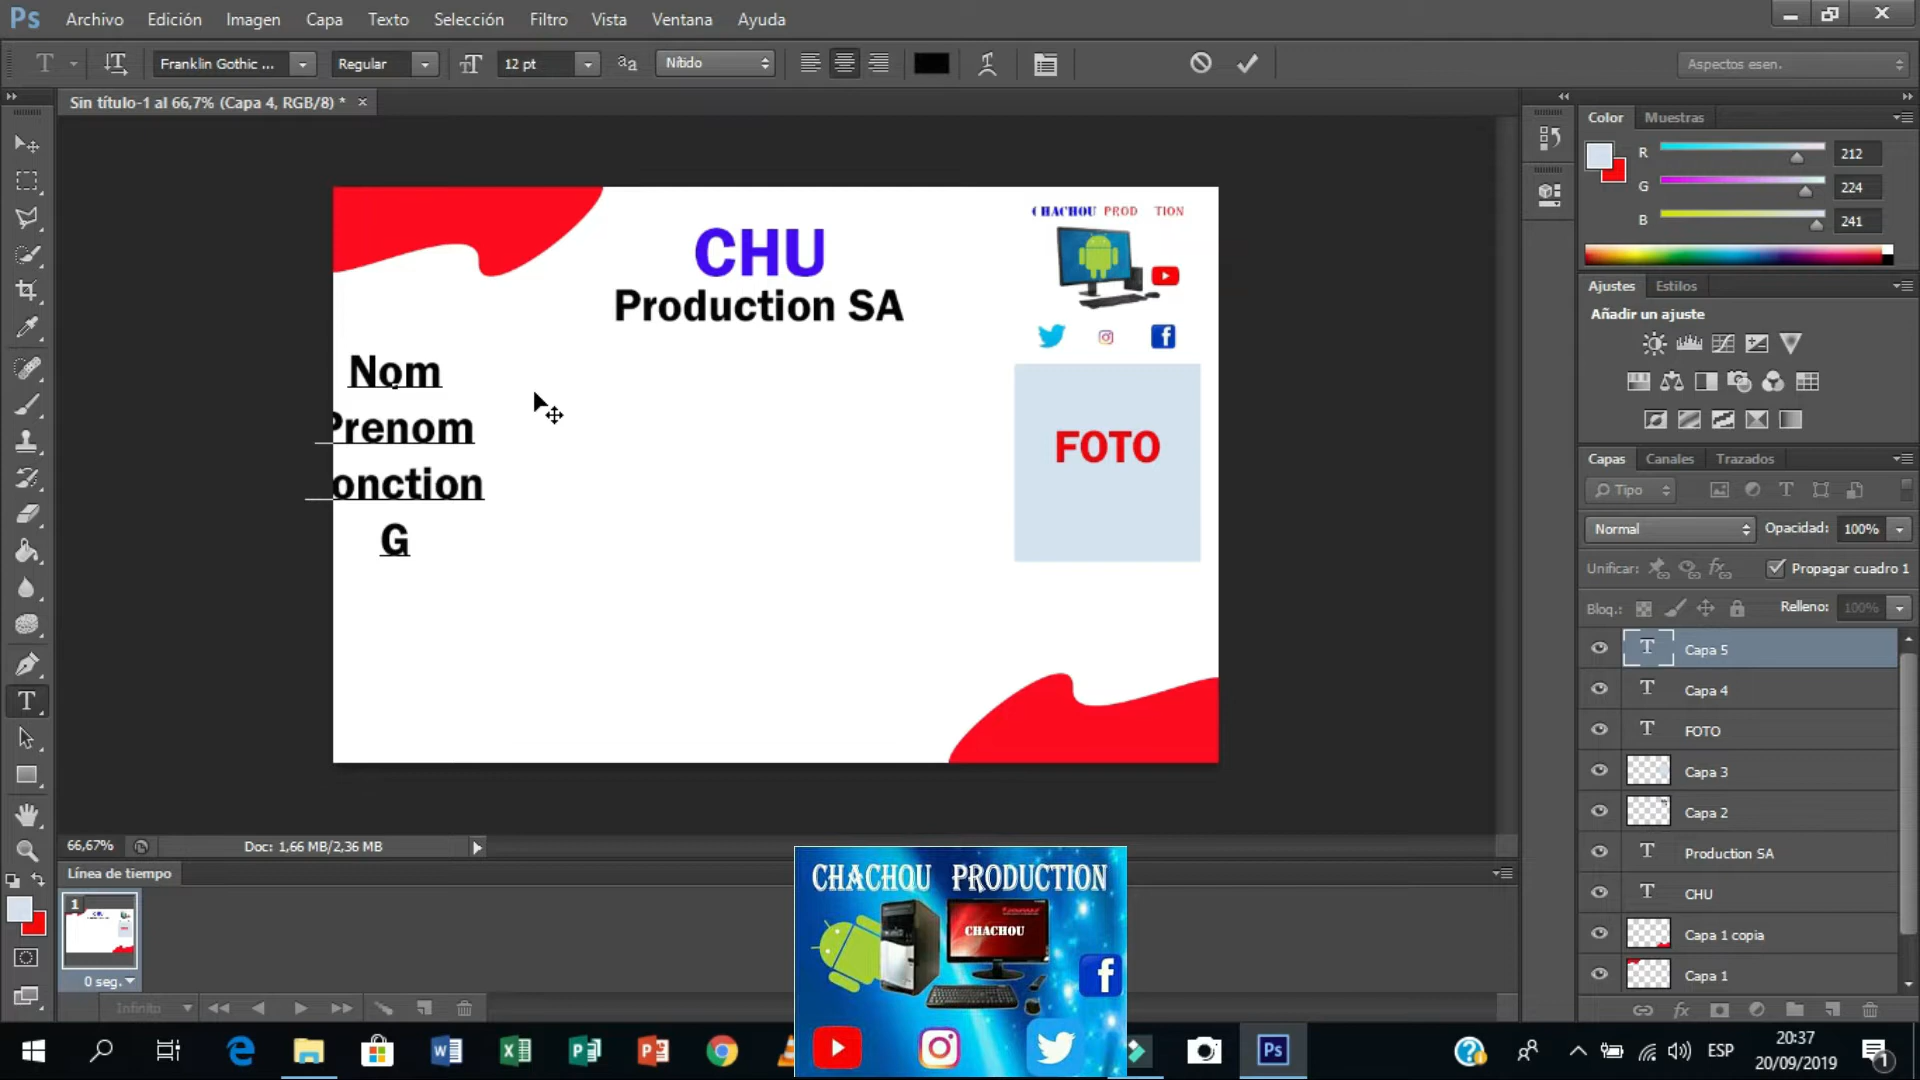 Ps Archivo Edición Imagen Capa Texto Selección Filtro Vista Ventana Ayuda
T Franklin Gothic ... Regular 12 pt aa Nítido Aspectos esen.
Sin título-1 al 66,7% (Capa 4, RGB/8) *
Color Muestras
R 212
G 224
B 241
Ajustes Estilos
Añadir un ajuste
CHACHOU PROD TION
CHU
Production SA
Nom
Prenom
onction
G
FOTO
Capas Canales Trazados
Tipo
Normal Opacidad: 100%
Unificar: Propagar cuadro 1
Bloq.: Relleno: 100%
T Capa 5
T Capa 4
T FOTO
Capa 3
Capa 2
T Production SA
T CHU
Capa 1 copia
Capa 1
66,67% Doc: 1,66 MB/2,36 MB
Línea de tiempo
1
0 seg.
Infinito
CHACHOU PRODUCTION
CHACHOU
ESP
20:37
20/09/2019
1